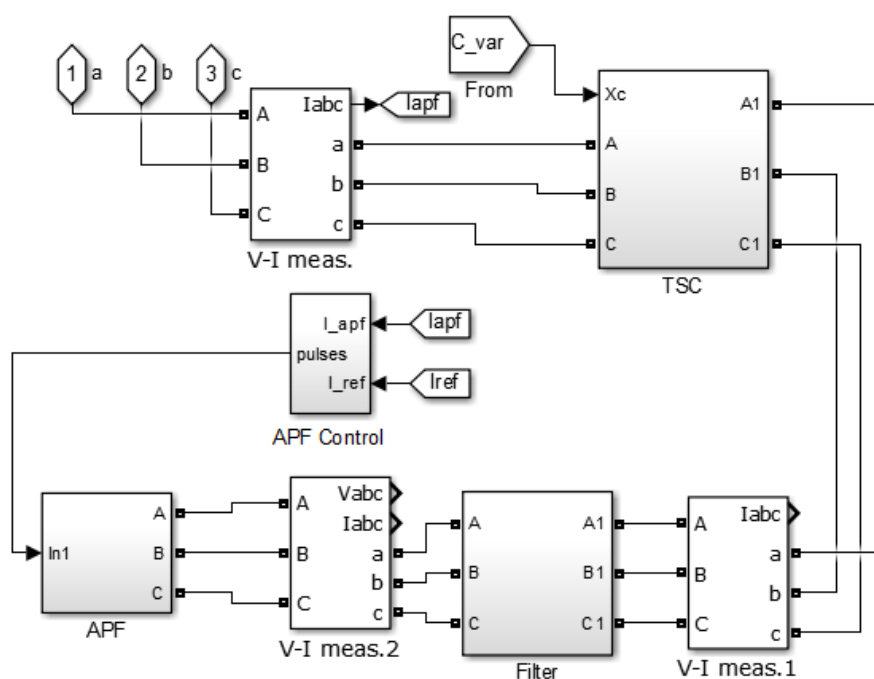 1 a 2 b 3 c
C_var
From
A Iabc
B a
C b
c
V-I meas.
Iapf
Xc
A A1
B B1
C C1
TSC
I_apf
pulses
I_ref
APF Control
Iapf
Iref
In1
A
B
C
APF
Vabc
A Iabc
B a
C b
c
V-I meas.2
A A1
B B1
C C1
Filter
A Iabc
B a
C b
c
V-I meas.1